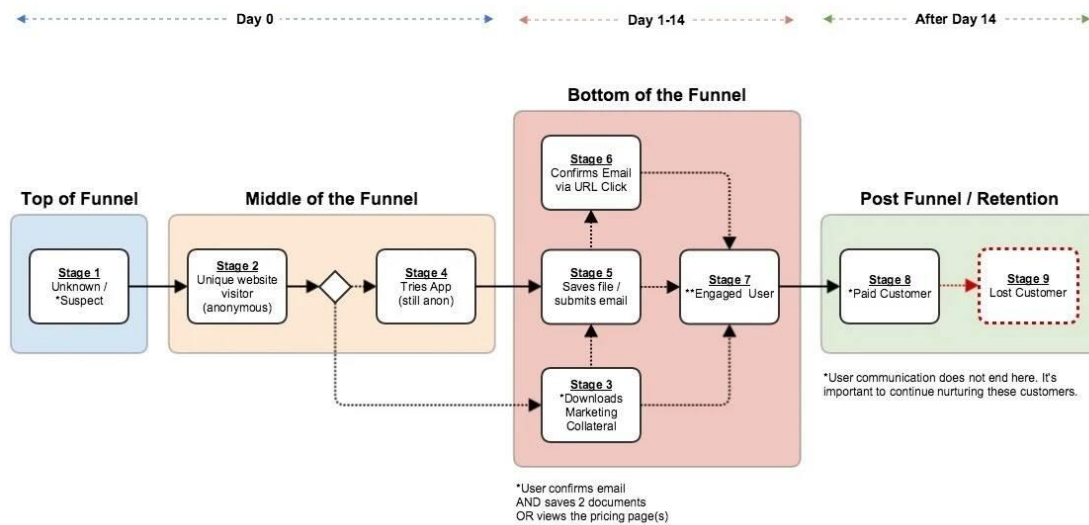 Day 0
Day 1-14
After Day 14
Bottom of the Funnel
Top of Funnel
Middle of the Funnel
Post Funnel / Retention
Stage 1
Unknown /
*Suspect
Stage 2
Unique website
visitor
(anonymous)
Stage 4
Tries App
(still anon)
Stage 6
Confirms Email
via URL Click
Stage 5
Saves file /
submits email
Stage 3
*Downloads
Marketing
Collateral
Stage 7
**Engaged User
Stage 8
*Paid Customer
Stage 9
Lost Customer
*User communication does not end here. It's
important to continue nurturing these customers.
*User confirms email
AND saves 2 documents
OR views the pricing page(s)